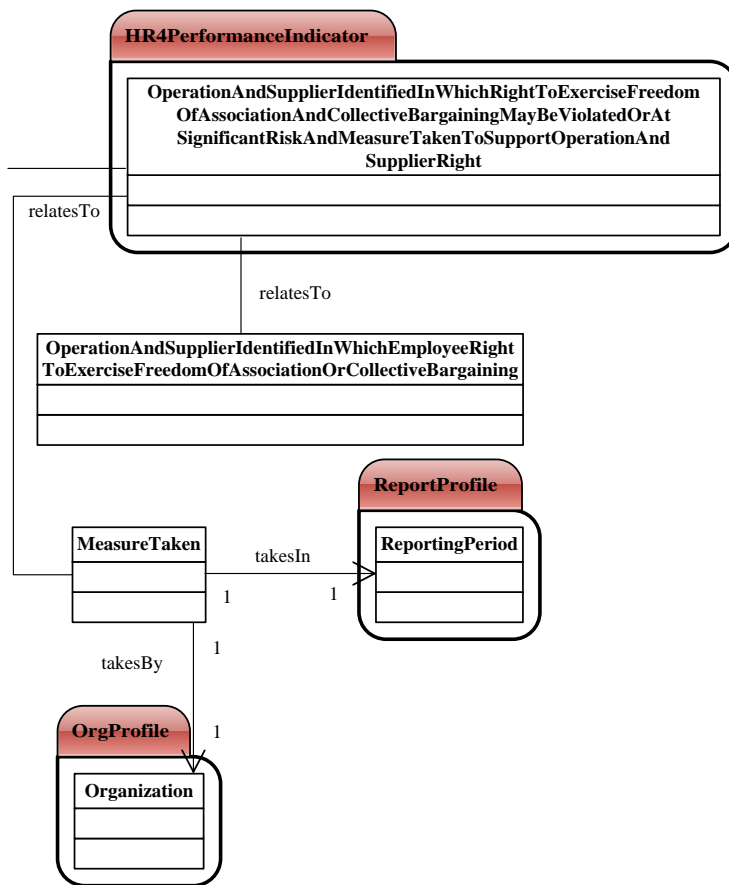 HR4PerformanceIndicator
OperationAndSupplierIdentifiedInWhichRightToExerciseFreedom
OfAssociationAndCollectiveBargainingMayBeViolatedOrAt
SignificantRiskAndMeasureTakenToSupportOperationAnd
SupplierRight
relatesTo
relatesTo
OperationAndSupplierIdentifiedInWhichEmployeeRight
ToExerciseFreedomOfAssociationOrCollectiveBargaining
ReportProfile
MeasureTaken
takesIn
ReportingPeriod
1
1
takesBy
1
OrgProfile
1
Organization